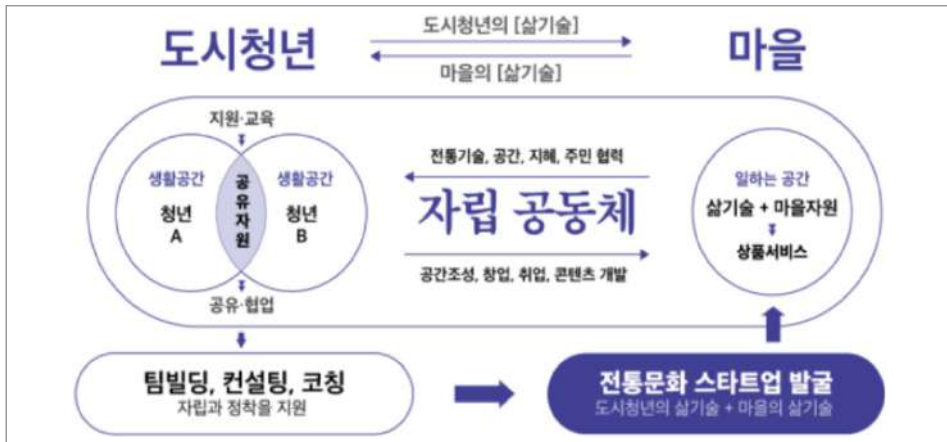 도시청년
도시청년의 [삶기술]
마을의 [삶기술]
마을
지원·교육
생활공간
청년
A
공유자원
생활공간
청년
B
공유·협업
전통기술, 공간, 지혜, 주민 협력
자립 공동체
공간조성, 창업, 취업, 콘텐츠 개발
일하는 공간
삶기술 + 마을자원
상품서비스
팀빌딩, 컨설팅, 코칭
자립과 정착을 지원
전통문화 스타트업 발굴
도시청년의 삶기술 + 마을의 삶기술